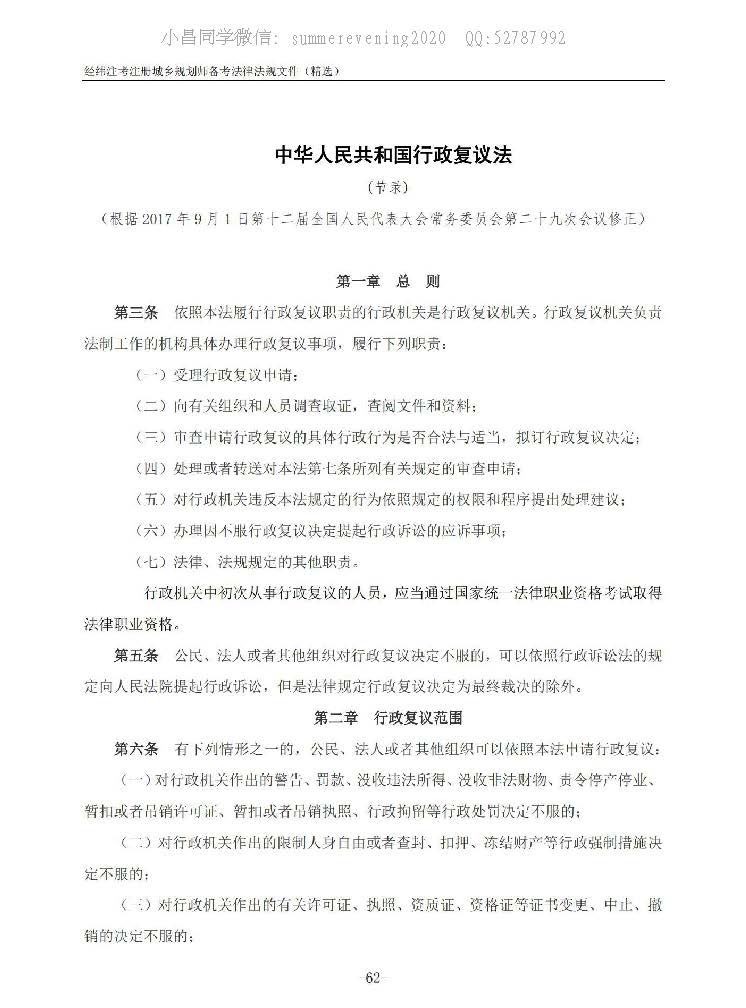 小昌同学微信: summerevening2020 QQ:52787992
经纬注考注册城乡规划师备考法律法规文件（精选）
中华人民共和国行政复议法
（节录）
（根据 2017 年 9 月 1 日第十二届全国人民代表大会常务委员会第二十九次会议修正）
第一章 总 则
第三条 依照本法履行行政复议职责的行政机关是行政复议机关。行政复议机关负责
法制工作的机构具体办理行政复议事项，履行下列职责：
（一）受理行政复议申请；
（二）向有关组织和人员调查取证，查阅文件和资料；
（三）审查申请行政复议的具体行政行为是否合法与适当，拟订行政复议决定；
（四）处理或者转送对本法第七条所列有关规定的审查申请；
（五）对行政机关违反本法规定的行为依照规定的权限和程序提出处理建议；
（六）办理因不服行政复议决定提起行政诉讼的应诉事项；
（七）法律、法规规定的其他职责。
行政机关中初次从事行政复议的人员，应当通过国家统一法律职业资格考试取得
法律职业资格。
第五条 公民、法人或者其他组织对行政复议决定不服的，可以依照行政诉讼法的规
定向人民法院提起行政诉讼，但是法律规定行政复议决定为最终裁决的除外。
第二章 行政复议范围
第六条 有下列情形之一的，公民、法人或者其他组织可以依照本法申请行政复议：
（一）对行政机关作出的警告、罚款、没收违法所得、没收非法财物、责令停产停业、
暂扣或者吊销许可证、暂扣或者吊销执照、行政拘留等行政处罚决定不服的；
（二）对行政机关作出的限制人身自由或者查封、扣押、冻结财产等行政强制措施决
定不服的；
（三）对行政机关作出的有关许可证、执照、资质证、资格证等证书变更、中止、撤
销的决定不服的；
-62-